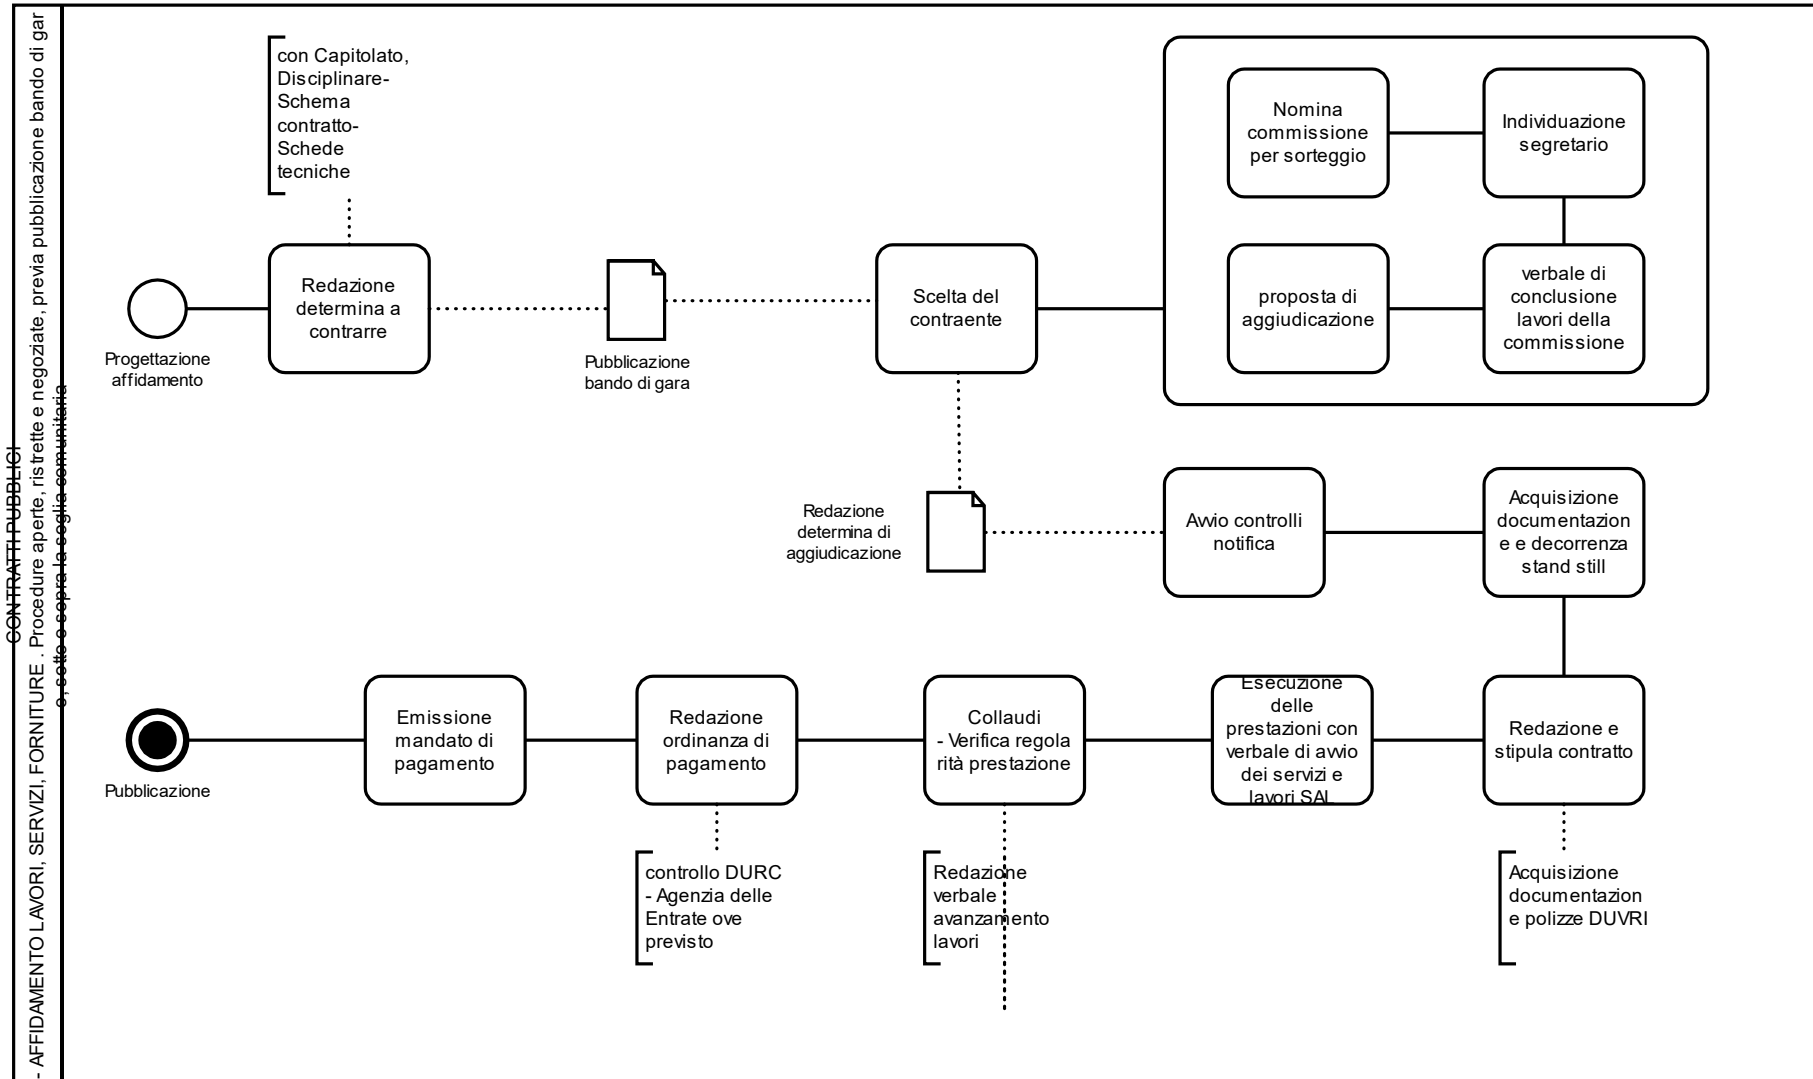 CONTRATTI PUBBLICI
- AFFIDAMENTO LAVORI, SERVIZI, FORNITURE . Procedure aperte, ristrette e negoziate, previa pubblicazione bando di gar
o, sotto o sopra la soglia comunitaria
con Capitolato,
Disciplinare-
Schema
contratto-
Schede
tecniche
Nomina
commissione
per sorteggio
Individuazione
segretario
Progettazione
affidamento
Redazione
determina a
contrarre
Pubblicazione
bando di gara
Scelta del
contraente
proposta di
aggiudicazione
verbale di
conclusione
lavori della
commissione
Redazione
determina di
aggiudicazione
Avvio controlli
notifica
Acquisizione
documentazion
e e decorrenza
stand still
Pubblicazione
Emissione
mandato di
pagamento
Redazione
ordinanza di
pagamento
Collaudi
- Verifica regola
rità prestazione
Esecuzione
delle
prestazioni con
verbale di avvio
dei servizi e
lavori SAL
Redazione e
stipula contratto
controllo DURC
- Agenzia delle
Entrate ove
previsto
Redazione
verbale
avanzamento
lavori
Acquisizione
documentazion
e polizze DUVRI